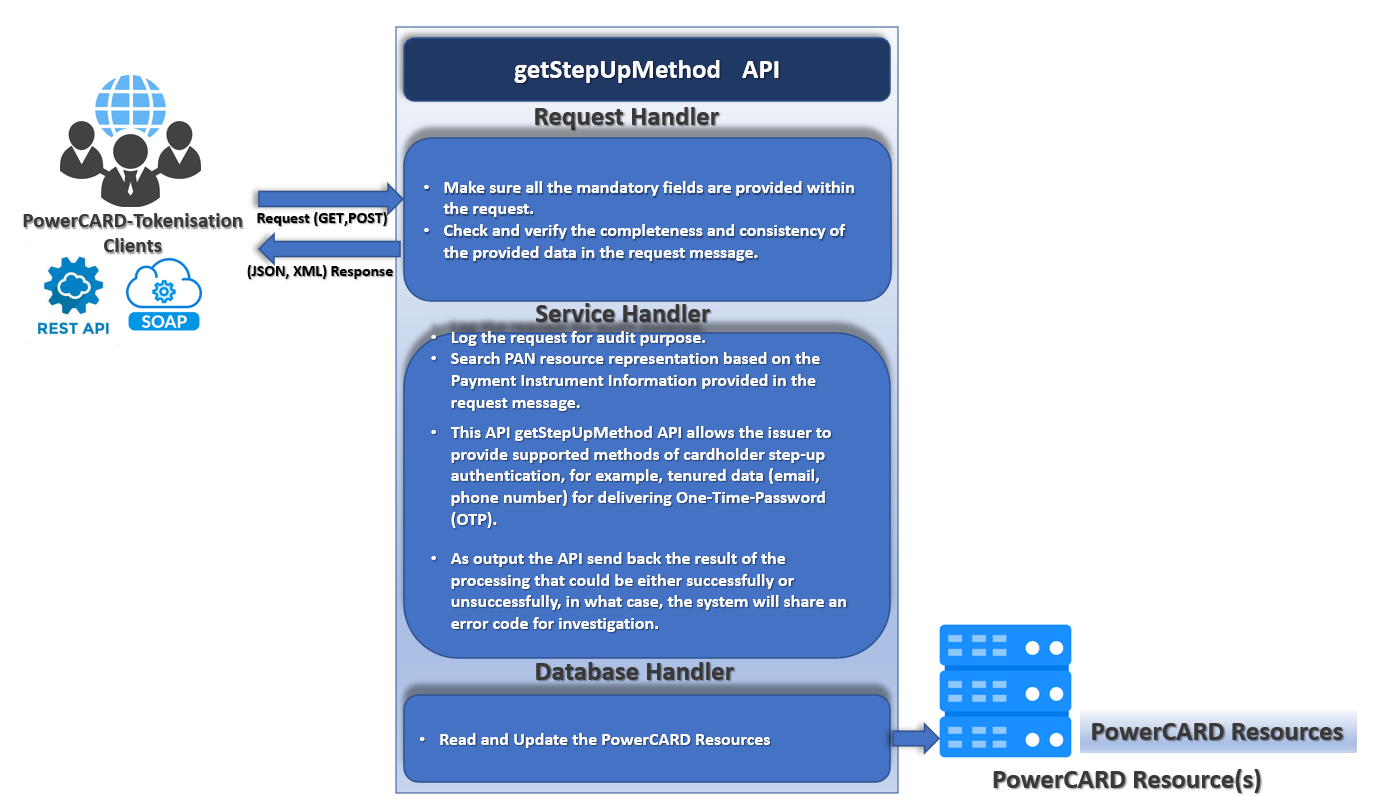 getStepUpMethod API
Request Handler
• Make sure all the mandatory fields are provided within
the request.
• Check and verify the completeness and consistency of
the provided data in the request message.
PowerCARD-Tokenisation
Clients
REST API
SOAP
Request (GET,POST)
(JSON, XML) Response
Service Handler
• Log the request for audit purpose.
• Search PAN resource representation based on the
Payment Instrument Information provided in the
request message.
• This API getStepUpMethod API allows the issuer to
provide supported methods of cardholder step-up
authentication, for example, tenured data (email,
phone number) for delivering One-Time-Password
(OTP).
• As output the API send back the result of the
processing that could be either successfully or
unsuccessfully, in what case, the system will share an
error code for investigation.
Database Handler
• Read and Update the PowerCARD Resources
PowerCARD Resources
PowerCARD Resource(s)